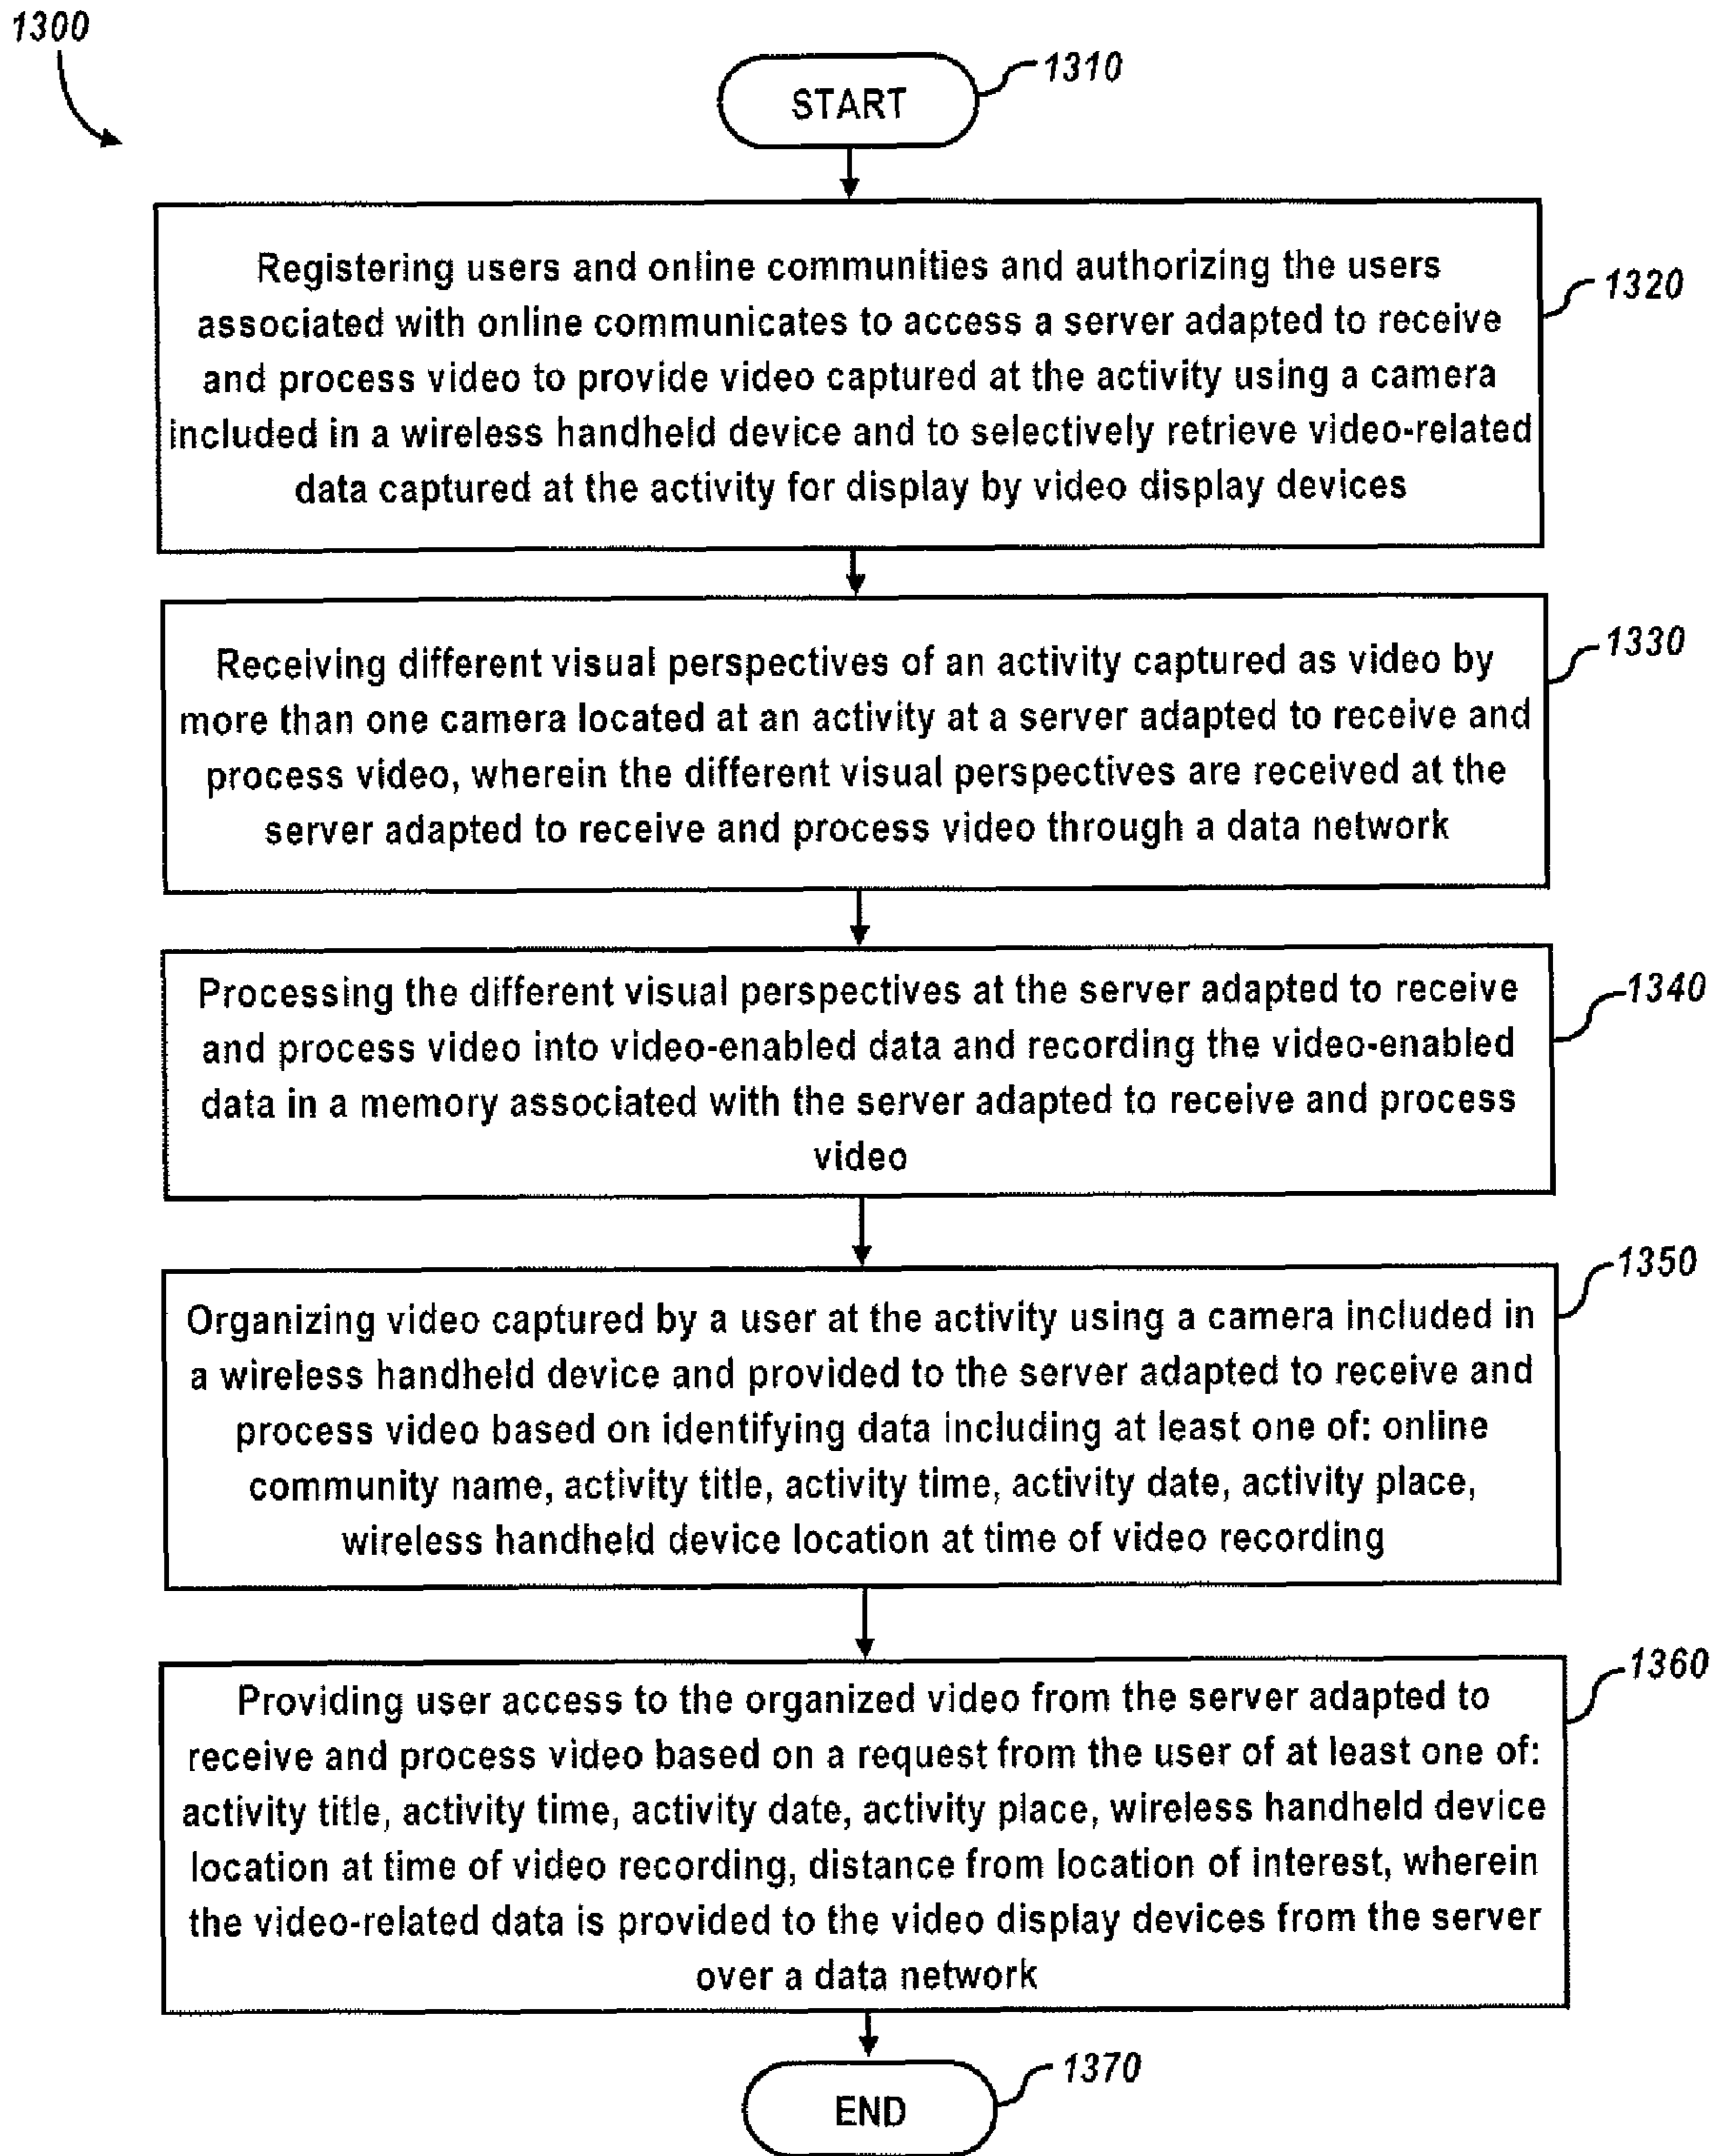 1300
START
1310
Registering users and online communities and authorizing the users
associated with online communicates to access a server adapted to receive
and process video to provide video captured at the activity using a camera
included in a wireless handheld device and to selectively retrieve video-related
data captured at the activity for display by video display devices
1320
Receiving different visual perspectives of an activity captured as video by
more than one camera located at an activity at a server adapted to receive and
process video, wherein the different visual perspectives are received at the
server adapted to receive and process video through a data network
1330
Processing the different visual perspectives at the server adapted to receive
and process video into video-enabled data and recording the video-enabled
data in a memory associated with the server adapted to receive and process
video
1340
Organizing video captured by a user at the activity using a camera included in
a wireless handheld device and provided to the server adapted to receive and
process video based on identifying data including at least one of: online
community name, activity title, activity time, activity date, activity place,
wireless handheld device location at time of video recording
1350
Providing user access to the organized video from the server adapted to
receive and process video based on a request from the user of at least one of:
activity title, activity time, activity date, activity place, wireless handheld device
location at time of video recording, distance from location of interest, wherein
the video-related data is provided to the video display devices from the server
over a data network
1360
END
1370